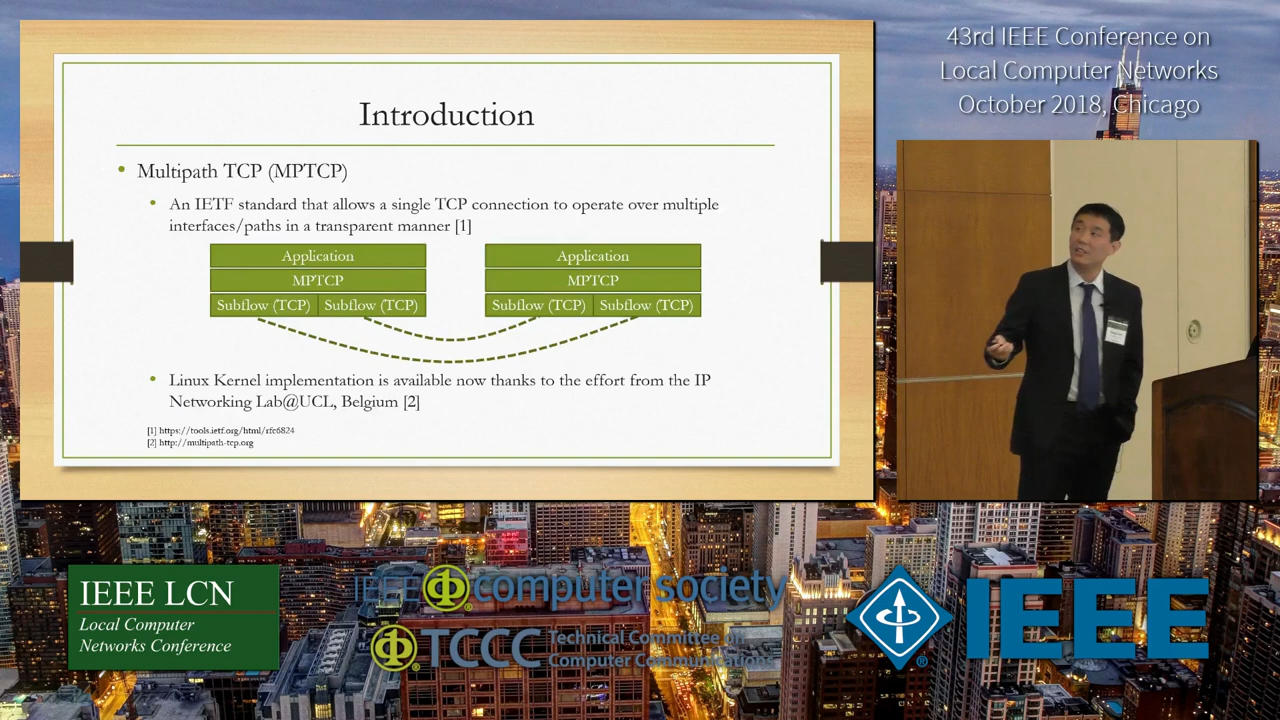 43rd IEEE Conference on
Local Computer Networks
October 2018, Chicago
Introduction
• Multipath TCP (MPTCP)
• An IETF standard that allows a single TCP connection to operate over multiple
interfaces/paths in a transparent manner [1]
Application
MPTCP
Subflow (TCP) Subflow (TCP)
Application
MPTCP
Subflow (TCP) Subflow (TCP)
• Linux Kernel implementation is available now thanks to the effort from the IP
Networking Lab@UCL, Belgium [2]
[1] https://tools.ietf.org/html/rfc6824
[2] http://multipath-tcp.org
IEEE LCN
Local Computer
Networks Conference
IEEE computer society
TCCC Technical Committee on
Computer Communications
IEEE
®